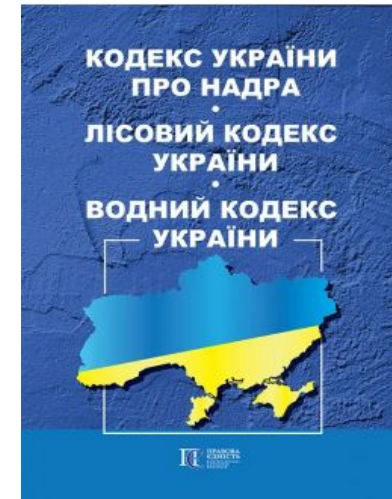 КОДЕКС УКРАЇНИ
ПРО НАДРА
•
ЛІСОВИЙ КОДЕКС
УКРАЇНИ
•
ВОДНИЙ КОДЕКС
УКРАЇНИ
ПРАВОВА
ЄДНІСТЬ